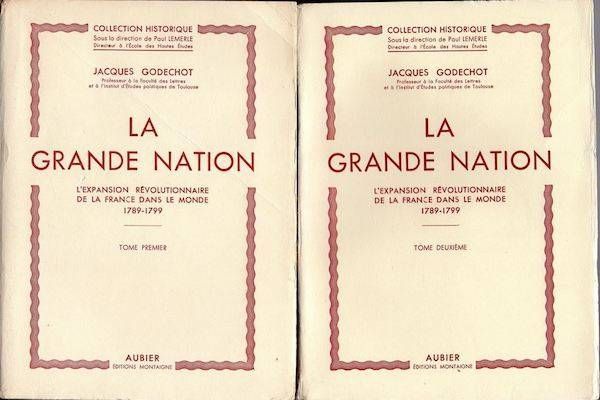 COLLECTION HISTORIQUE
Sous la direction de Paul LEMERLE
Directeur à l'École des Hautes Études
JACQUES GODECHOT
Professeur à la Faculté des Lettres
et à l'Institut d'Études politiques de Toulouse
LA
GRANDE NATION
L'EXPANSION RÉVOLUTIONNAIRE
DE LA FRANCE DANS LE MONDE
1789-1799
TOME PREMIER
AUBIER
ÉDITIONS MONTAIGNE
COLLECTION HISTORIQUE
Sous la direction de Paul LEMERLE
Directeur à l'École des Hautes Études
JACQUES GODECHOT
Professeur à la Faculté des Lettres
et à l'Institut d'Études politiques de Toulouse
LA
GRANDE NATION
L'EXPANSION RÉVOLUTIONNAIRE
DE LA FRANCE DANS LE MONDE
1789-1799
TOME DEUXIÈME
AUBIER
ÉDITIONS MONTAIGNE